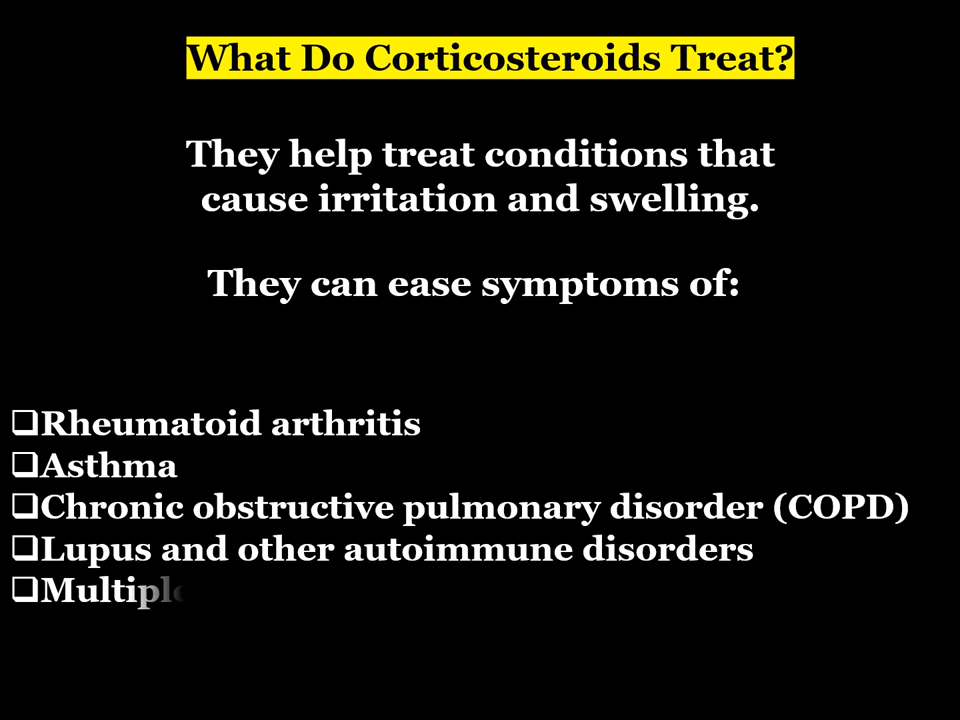 What Do Corticosteroids Treat?
They help treat conditions that
cause irritation and swelling.
They can ease symptoms of:
❑Rheumatoid arthritis
❑Asthma
❑Chronic obstructive pulmonary disorder (COPD)
❑Lupus and other autoimmune disorders
❑Multiple